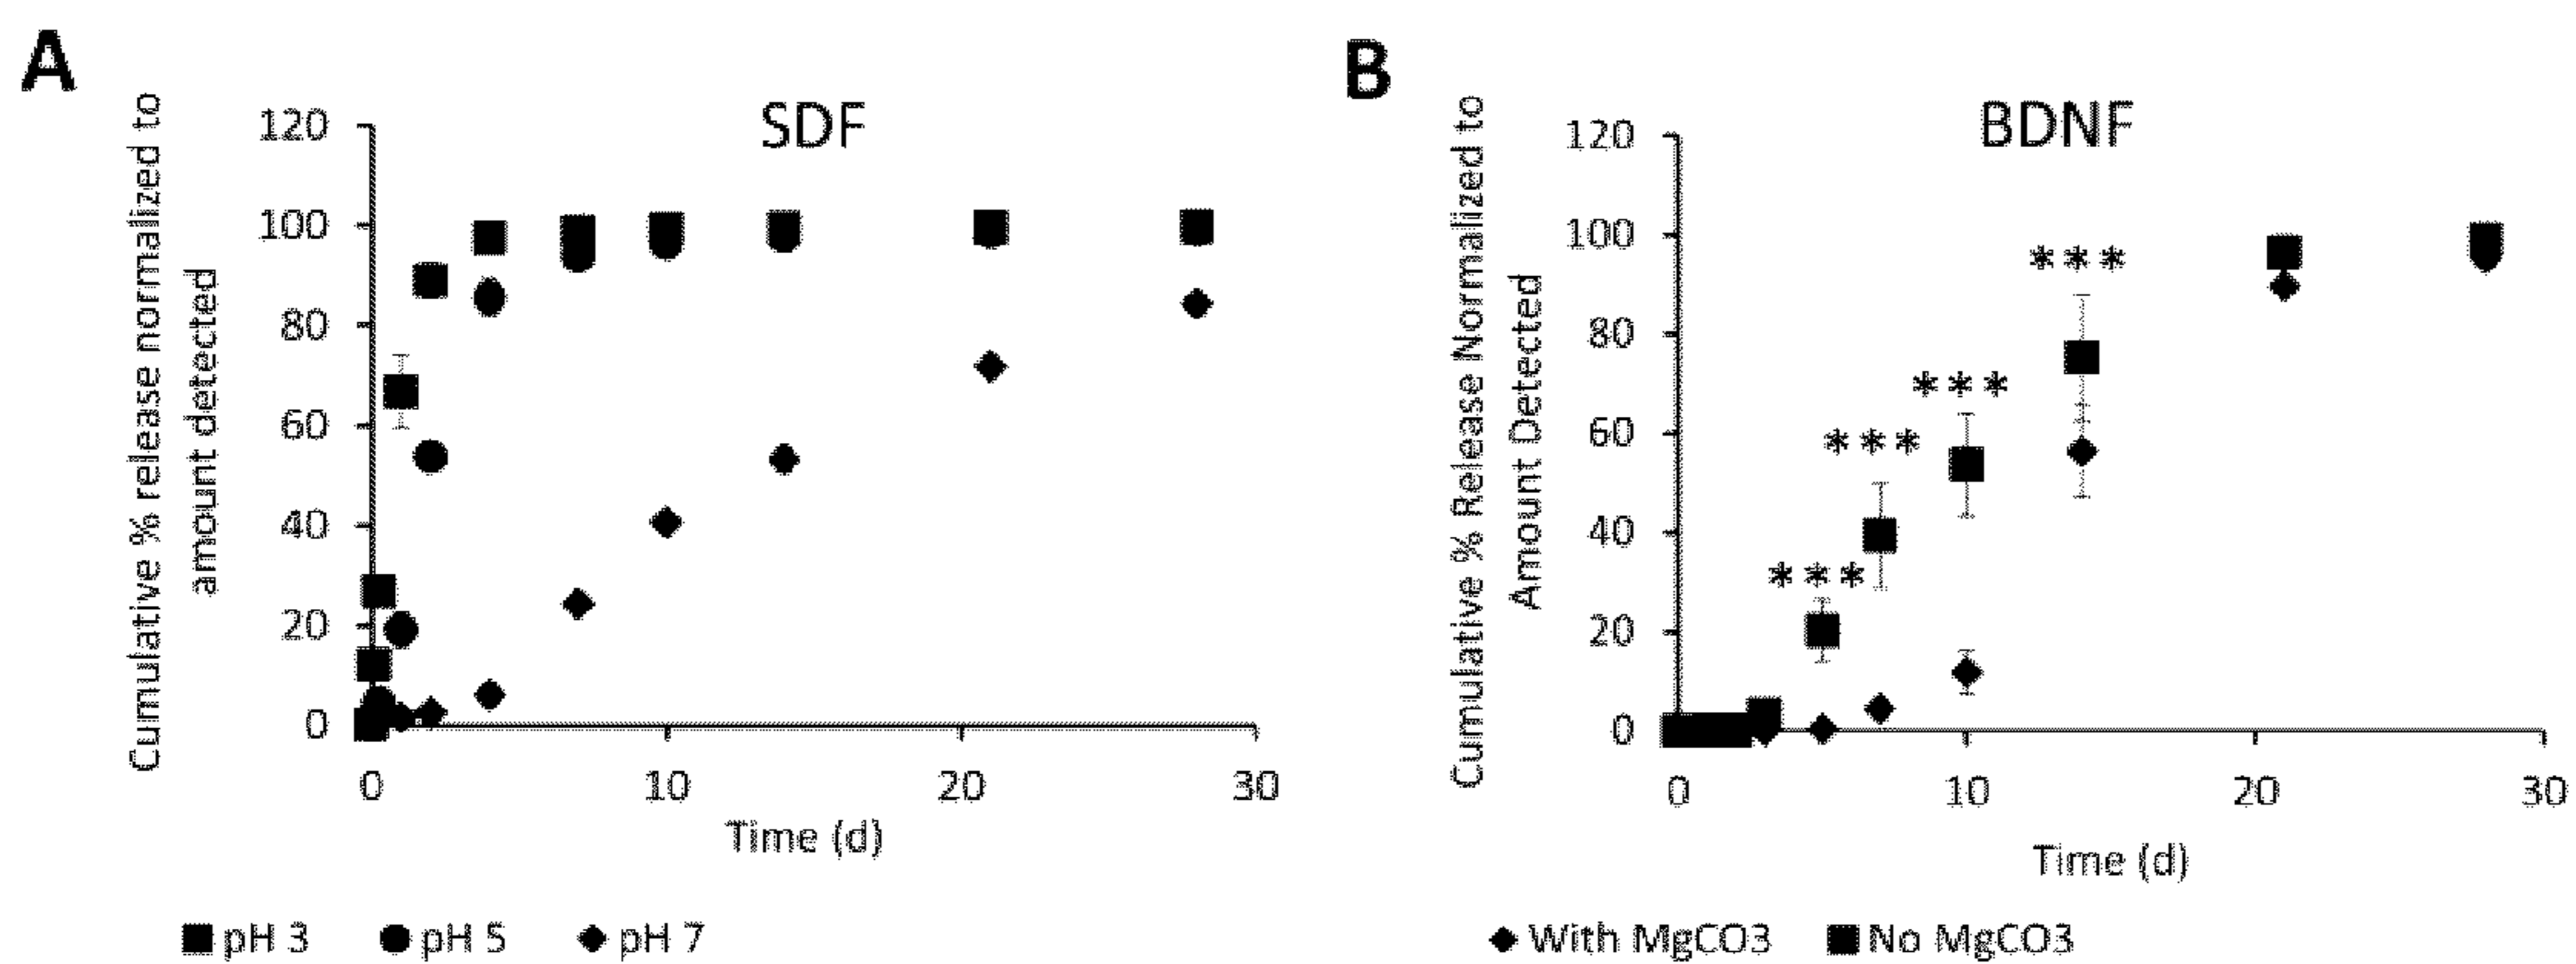 A
SDF
Cumulative % release normalized to
amount detected
120
100
80
60
40
20
0
0 10 20 30
Time (d)
pH 3 pH 5 pH 7
B
BDNF
Cumulative % Release Normalized to
Amount Detected
120
100
80
60
40
20
0
***
***
***
***
0 10 20 30
Time (d)
With MgCO3 No MgCO3